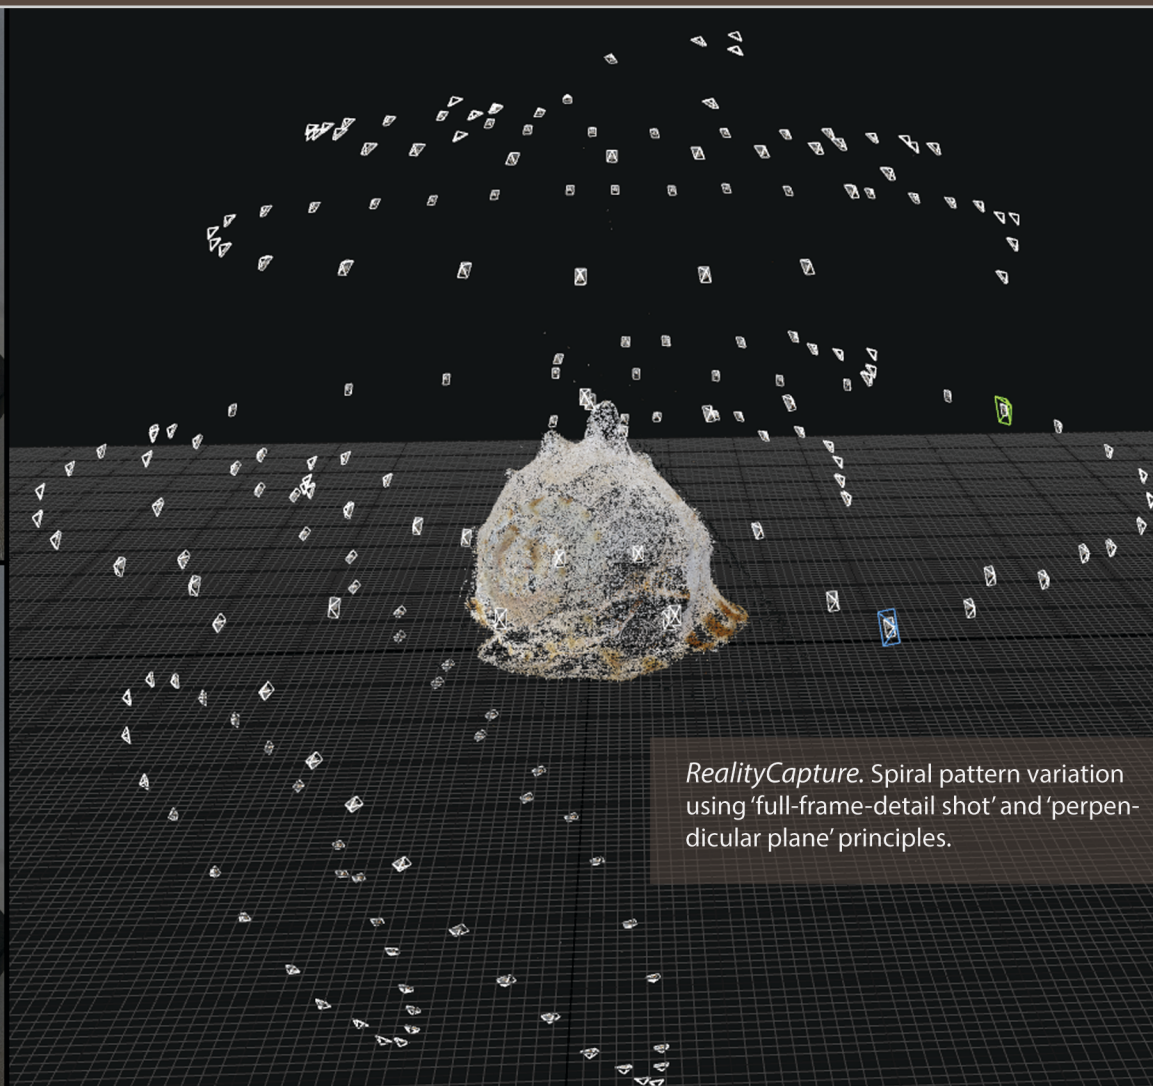 RealityCapture. Spiral pattern variation
using ‘full-frame-detail shot’ and ‘perpen-
dicular plane’ principles.